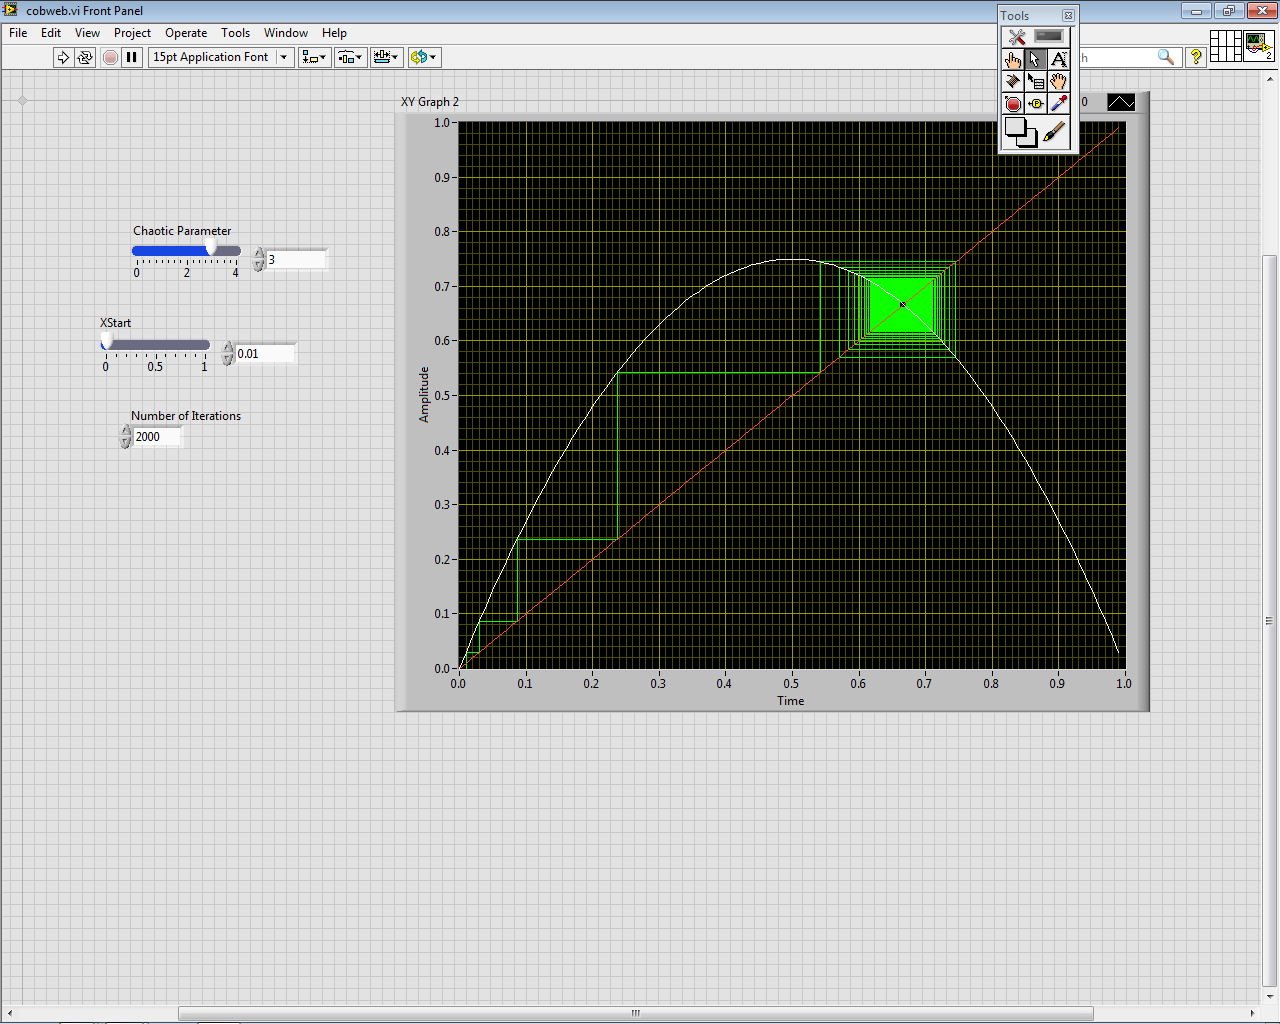 cobweb.vi Front Panel
File Edit View Project Operate Tools Window Help
15pt Application Font
Tools
?
2
XY Graph 2
0
Chaotic Parameter
3
0 2 4
XStart
0.01
0 0.5 1
Number of Iterations
2000
Amplitude
1.0
0.9
0.8
0.7
0.6
0.5
0.4
0.3
0.2
0.1
0.0
0.0 0.1 0.2 0.3 0.4 0.5 0.6 0.7 0.8 0.9 1.0
Time